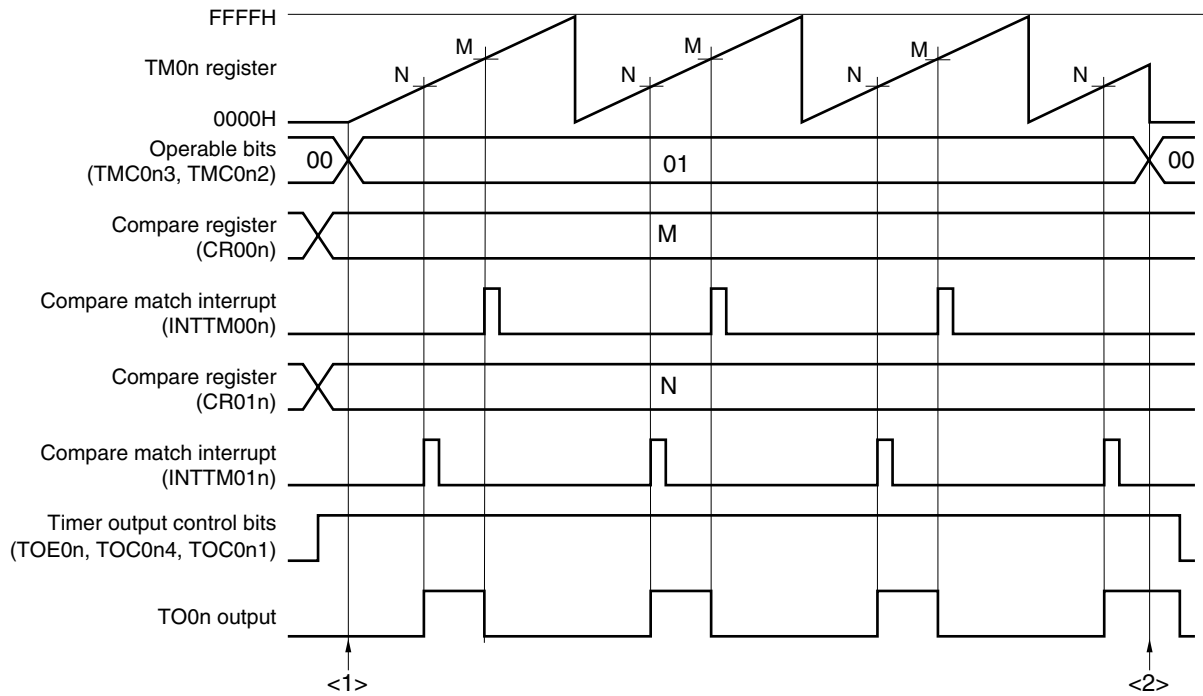 FFFFH
TM0n register
M
M
M
N
N
N
N
0000H
Operable bits
(TMC0n3, TMC0n2)
00
01
00
Compare register
(CR00n)
M
Compare match interrupt
(INTTM00n)
Compare register
(CR01n)
N
Compare match interrupt
(INTTM01n)
Timer output control bits
(TOE0n, TOC0n4, TOC0n1)
TO0n output
<1>
<2>